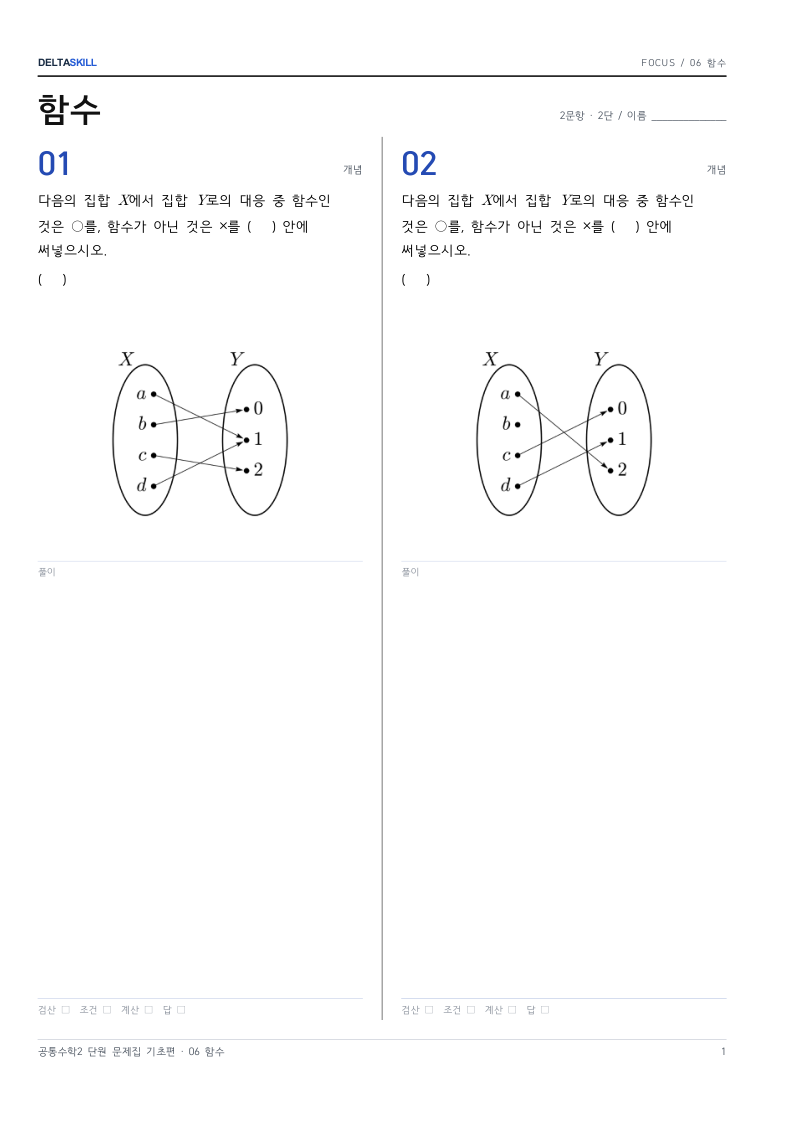 DELTASKILL
FOCUS / 06 함수
함수
2문항 · 2단 / 이름 ____________
01
개념
다음의 집합 X에서 집합 Y로의 대응 중 함수인
것은 ○를, 함수가 아닌 것은 ×를 (　) 안에
써넣으시오.
(　)
X Y
a
b
c
d
0
1
2
풀이
검산 □ 조건 □ 계산 □ 답 □
02
개념
다음의 집합 X에서 집합 Y로의 대응 중 함수인
것은 ○를, 함수가 아닌 것은 ×를 (　) 안에
써넣으시오.
(　)
X Y
a
b
c
d
0
1
2
풀이
검산 □ 조건 □ 계산 □ 답 □
공통수학2 단원 문제집 기초편 · 06 함수
1